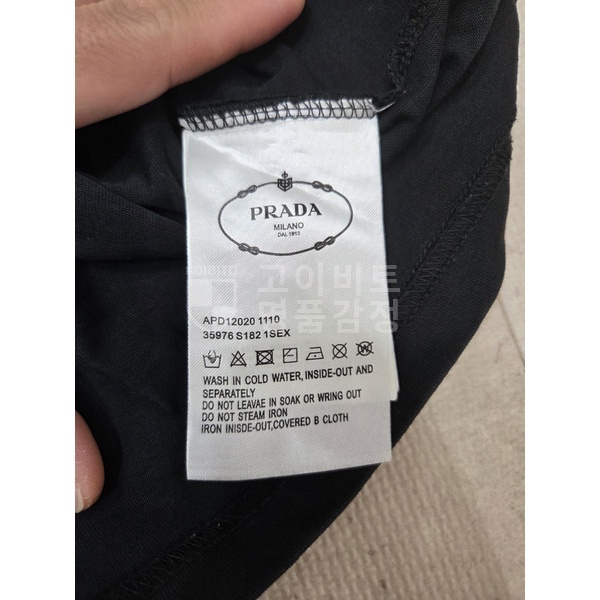 PRADA
MILANO
DAL 1913
KOIBITO
고이비트
명품감정
APD12020 1110
35976 S182 1SEX
WASH IN COLD WATER, INSIDE-OUT AND
SEPARATELY
DO NOT LEAVAE IN SOAK OR WRING OUT
DO NOT STEAM IRON
IRON INISDE-OUT,COVERED B CLOTH